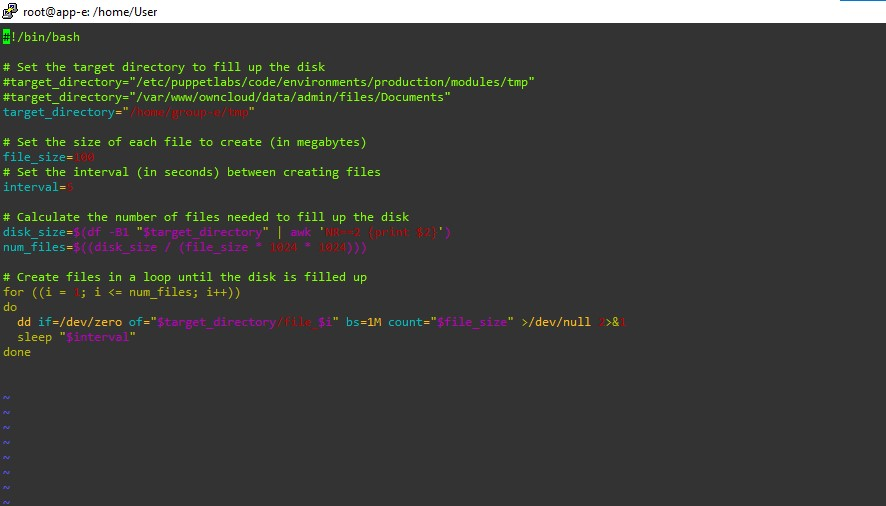 root@app-e: /home/User
#!/bin/bash
# Set the target directory to fill up the disk
#target_directory="/etc/puppetlabs/code/environments/production/modules/tmp"
#target_directory="/var/www/owncloud/data/admin/files/Documents"
target_directory="/home/group-e/tmp"
# Set the size of each file to create (in megabytes)
file_size=100
# Set the interval (in seconds) between creating files
interval=5
# Calculate the number of files needed to fill up the disk
disk_size=$(df -B1 "$target_directory" | awk 'NR==2 {print $2}')
num_files=$((disk_size / (file_size * 1024 * 1024)))
# Create files in a loop until the disk is filled up
for ((i = 1; i <= num_files; i++))
do
  dd if=/dev/zero of="$target_directory/file_$i" bs=1M count="$file_size" >/dev/null 2>&1
  sleep "$interval"
done
~
~
~
~
~
~
~
~